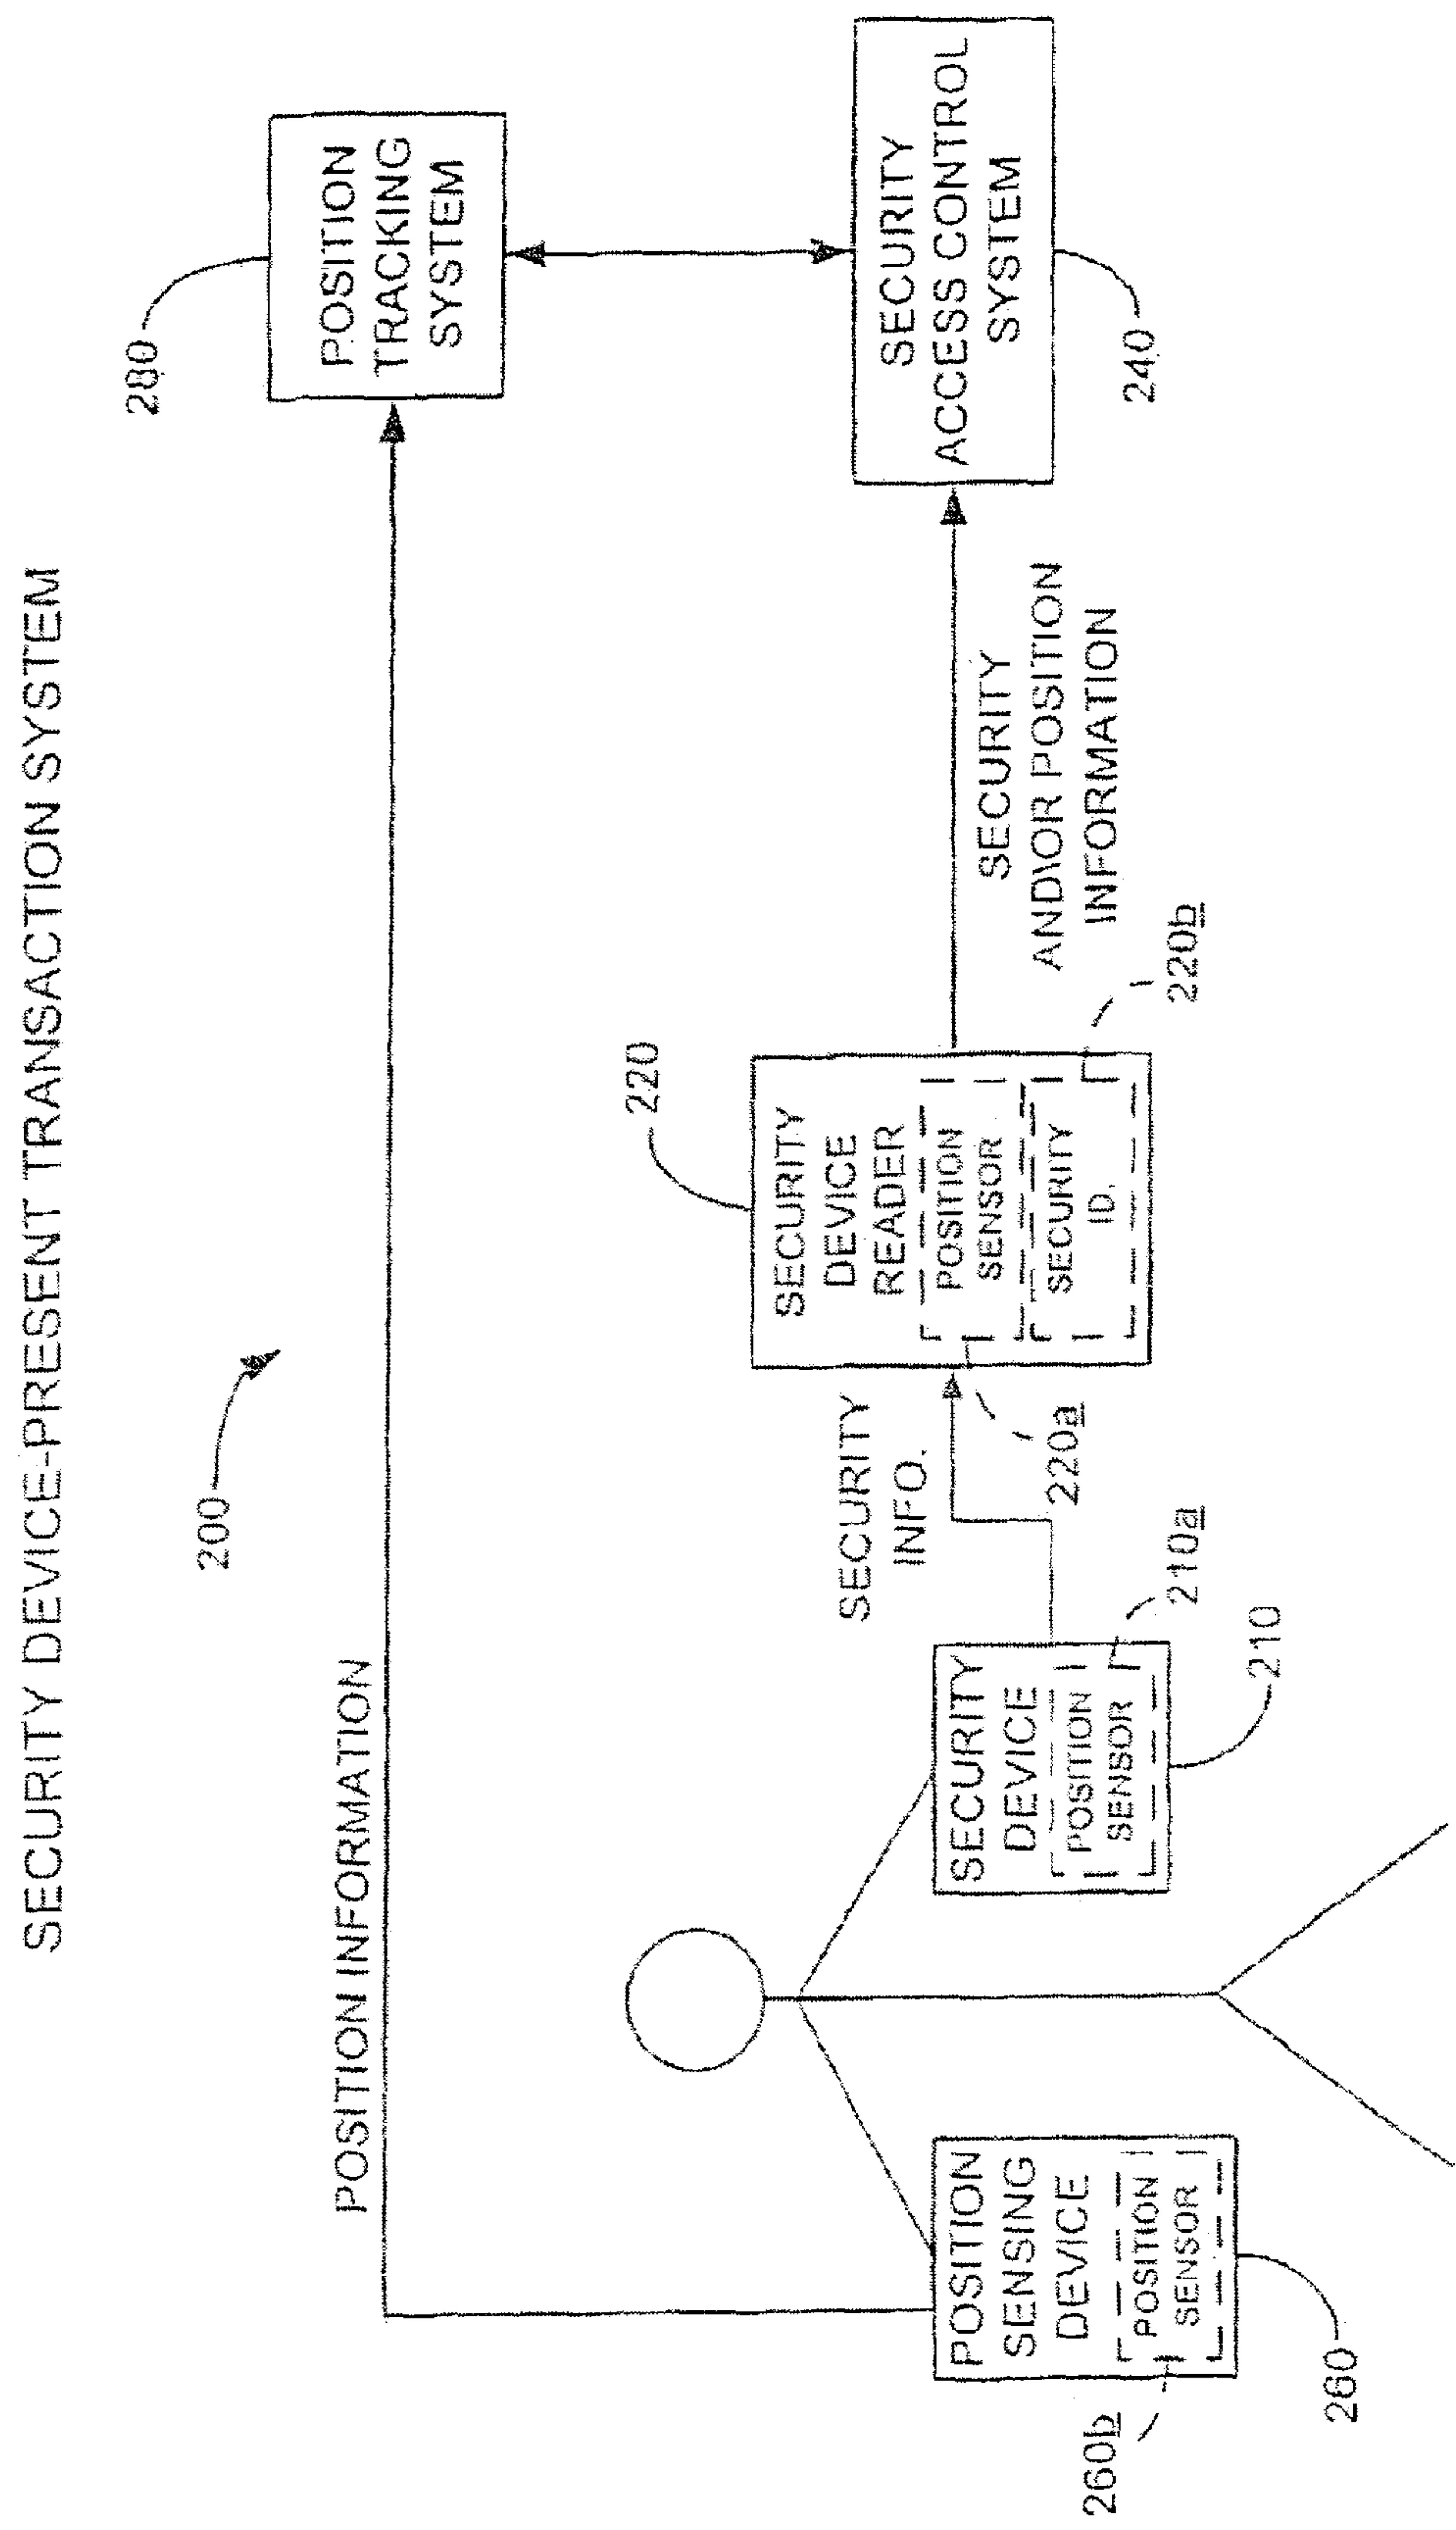 SECURITY DEVICE-PRESENT TRANSACTION SYSTEM
200
POSITION INFORMATION
280
POSITION
TRACKING
SYSTEM
220
SECURITY
DEVICE
READER
POSITION
SENSOR
SECURITY
ID.
220a
220b
SECURITY
INFO.
SECURITY
AND\OR POSITION
INFORMATION
SECURITY
ACCESS CONTROL
SYSTEM
240
POSITION
SENSING
DEVICE
POSITION
SENSOR
260b
260
SECURITY
DEVICE
POSITION
SENSOR
210a
210